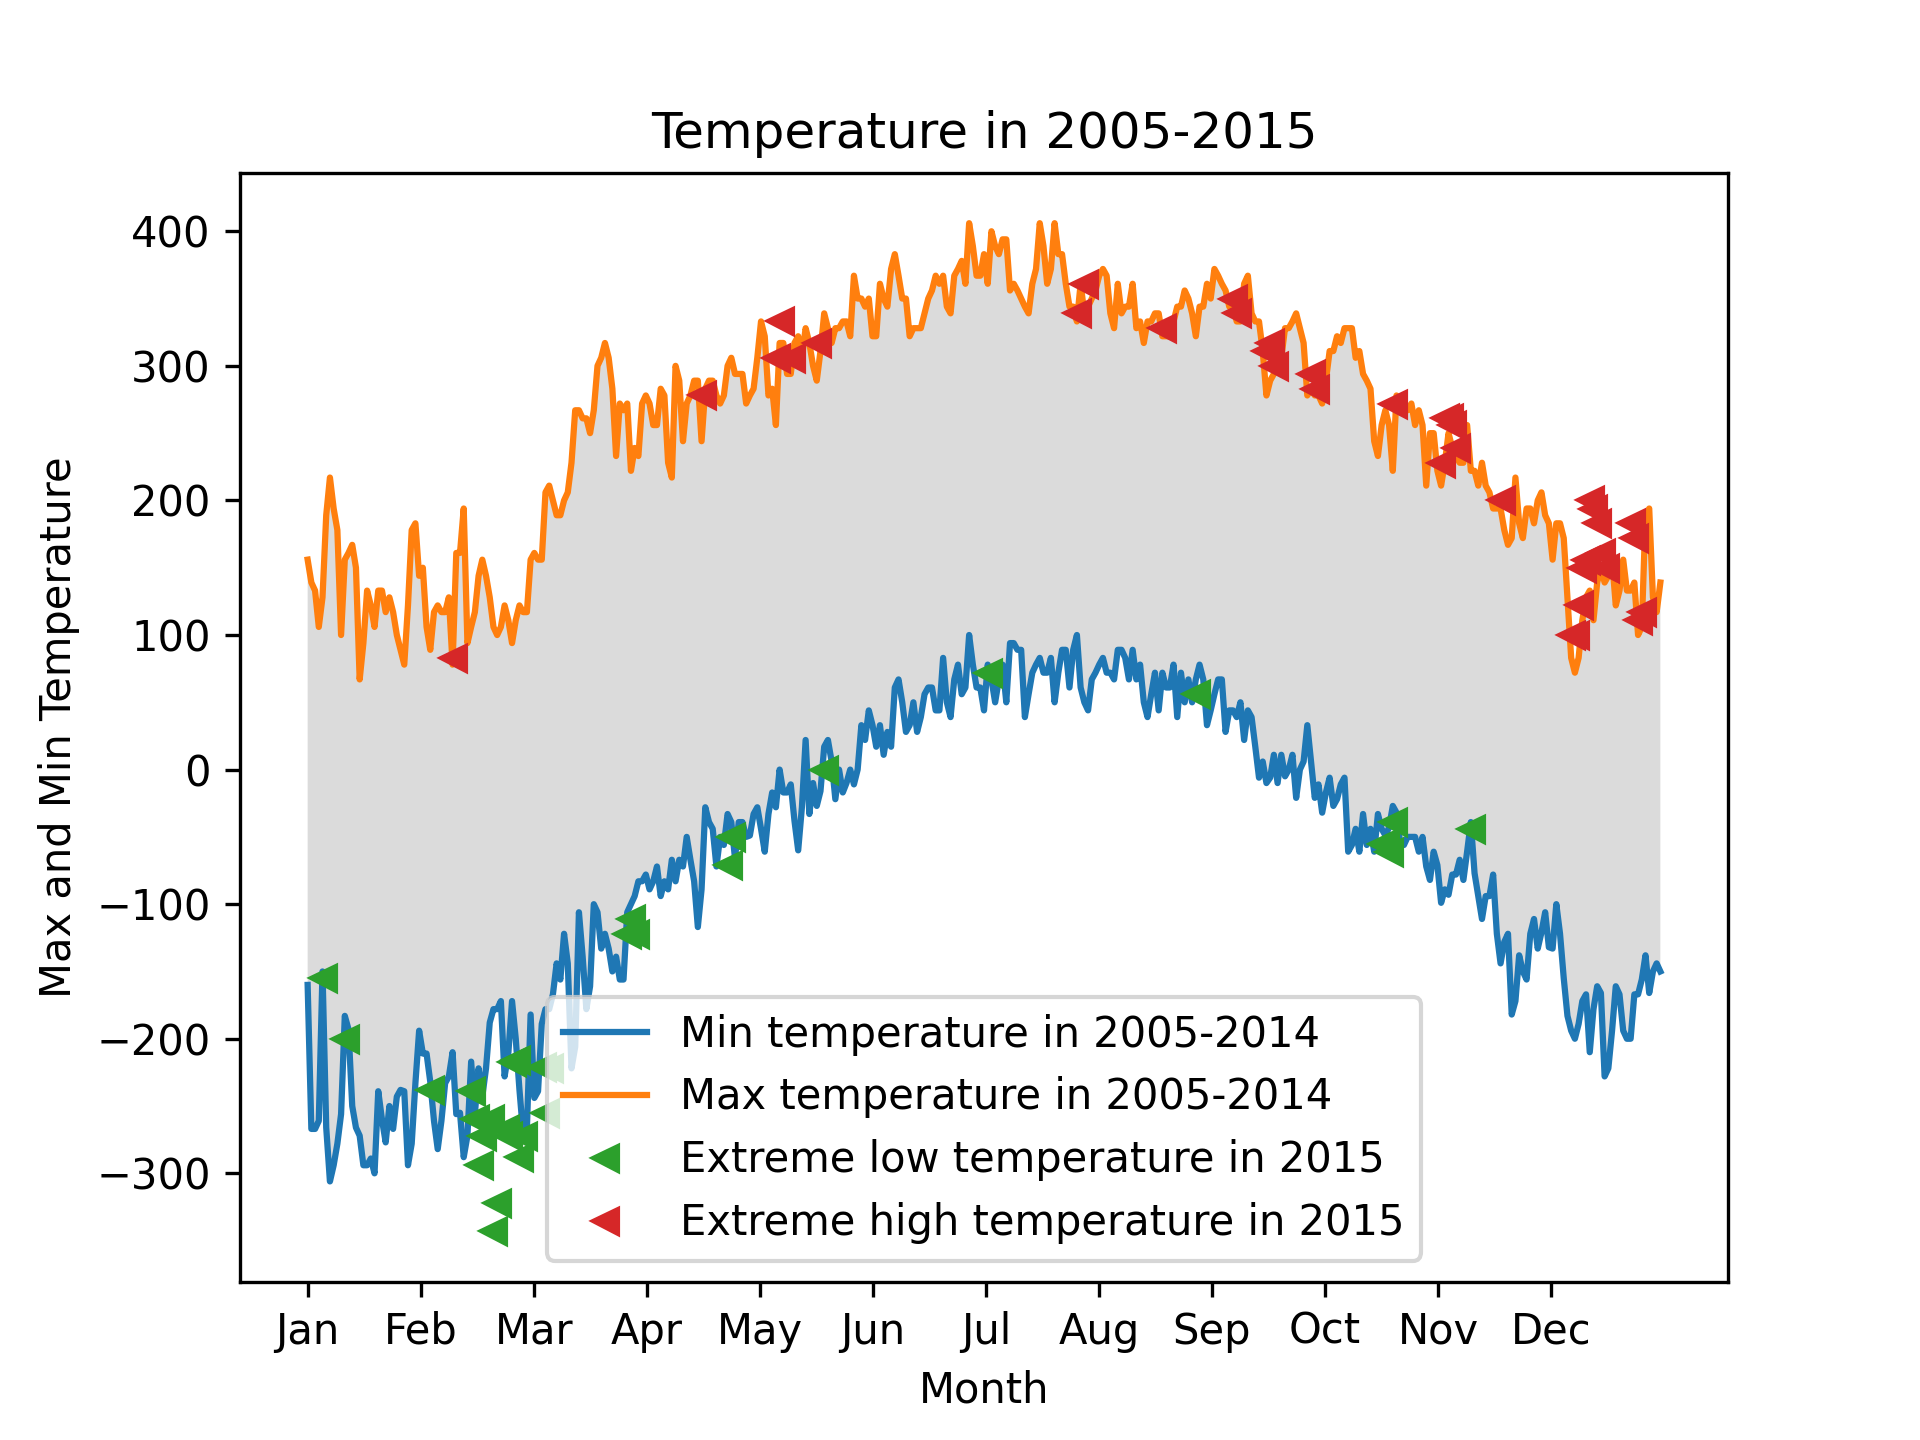 Temperature in 2005-2015
Max and Min Temperature
400
300
200
100
0
−100
−200
−300
Min temperature in 2005-2014
Max temperature in 2005-2014
Extreme low temperature in 2015
Extreme high temperature in 2015
Jan Feb Mar Apr May Jun Jul Aug Sep Oct Nov Dec
Month